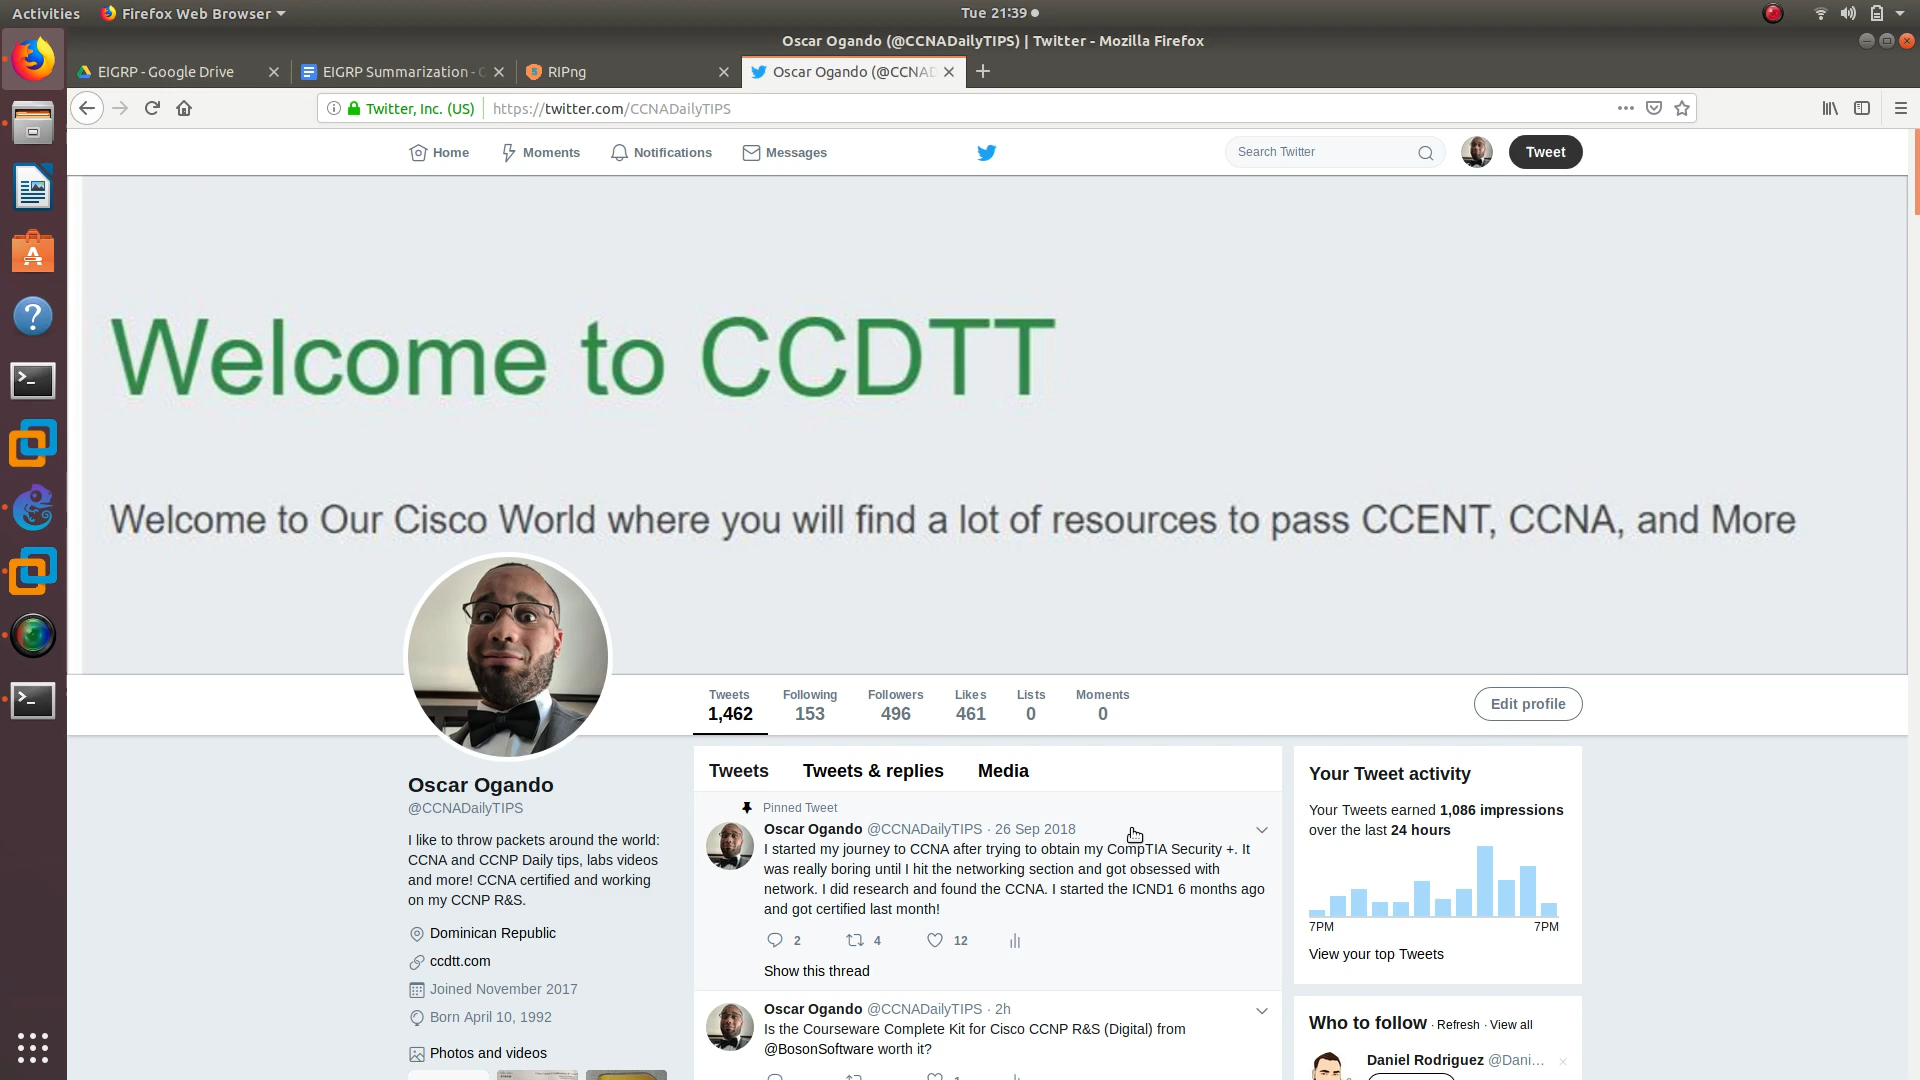 Activities
Firefox Web Browser
Tue 21:39
Oscar Ogando (@CCNADailyTIPS) | Twitter - Mozilla Firefox
EIGRP - Google Drive
EIGRP Summarization -
RIPng
Oscar Ogando (@CCNAD
Twitter, Inc. (US)
https://twitter.com/CCNADailyTIPS
Home
Moments
Notifications
Messages
Search Twitter
Tweet
Welcome to CCDTT
Welcome to Our Cisco World where you will find a lot of resources to pass CCENT, CCNA, and More
Tweets Following Followers Likes Lists Moments
1,462 153 496 461 0 0
Edit profile
Oscar Ogando
@CCNADailyTIPS
I like to throw packets around the world:
CCNA and CCNP Daily tips, labs videos
and more! CCNA certified and working
on my CCNP R&S.
Dominican Republic
ccdtt.com
Joined November 2017
Born April 10, 1992
Photos and videos
Tweets Tweets & replies Media
Pinned Tweet
Oscar Ogando @CCNADailyTIPS · 26 Sep 2018
I started my journey to CCNA after trying to obtain my CompTIA Security +. It
was really boring until I hit the networking section and got obsessed with
network. I did research and found the CCNA. I started the ICND1 6 months ago
and got certified last month!
2 4 12
Show this thread
Oscar Ogando @CCNADailyTIPS · 2h
Is the Courseware Complete Kit for Cisco CCNP R&S (Digital) from
@BosonSoftware worth it?
Your Tweet activity
Your Tweets earned 1,086 impressions
over the last 24 hours
7PM 7PM
View your top Tweets
Who to follow · Refresh · View all
Daniel Rodriguez @Dani...